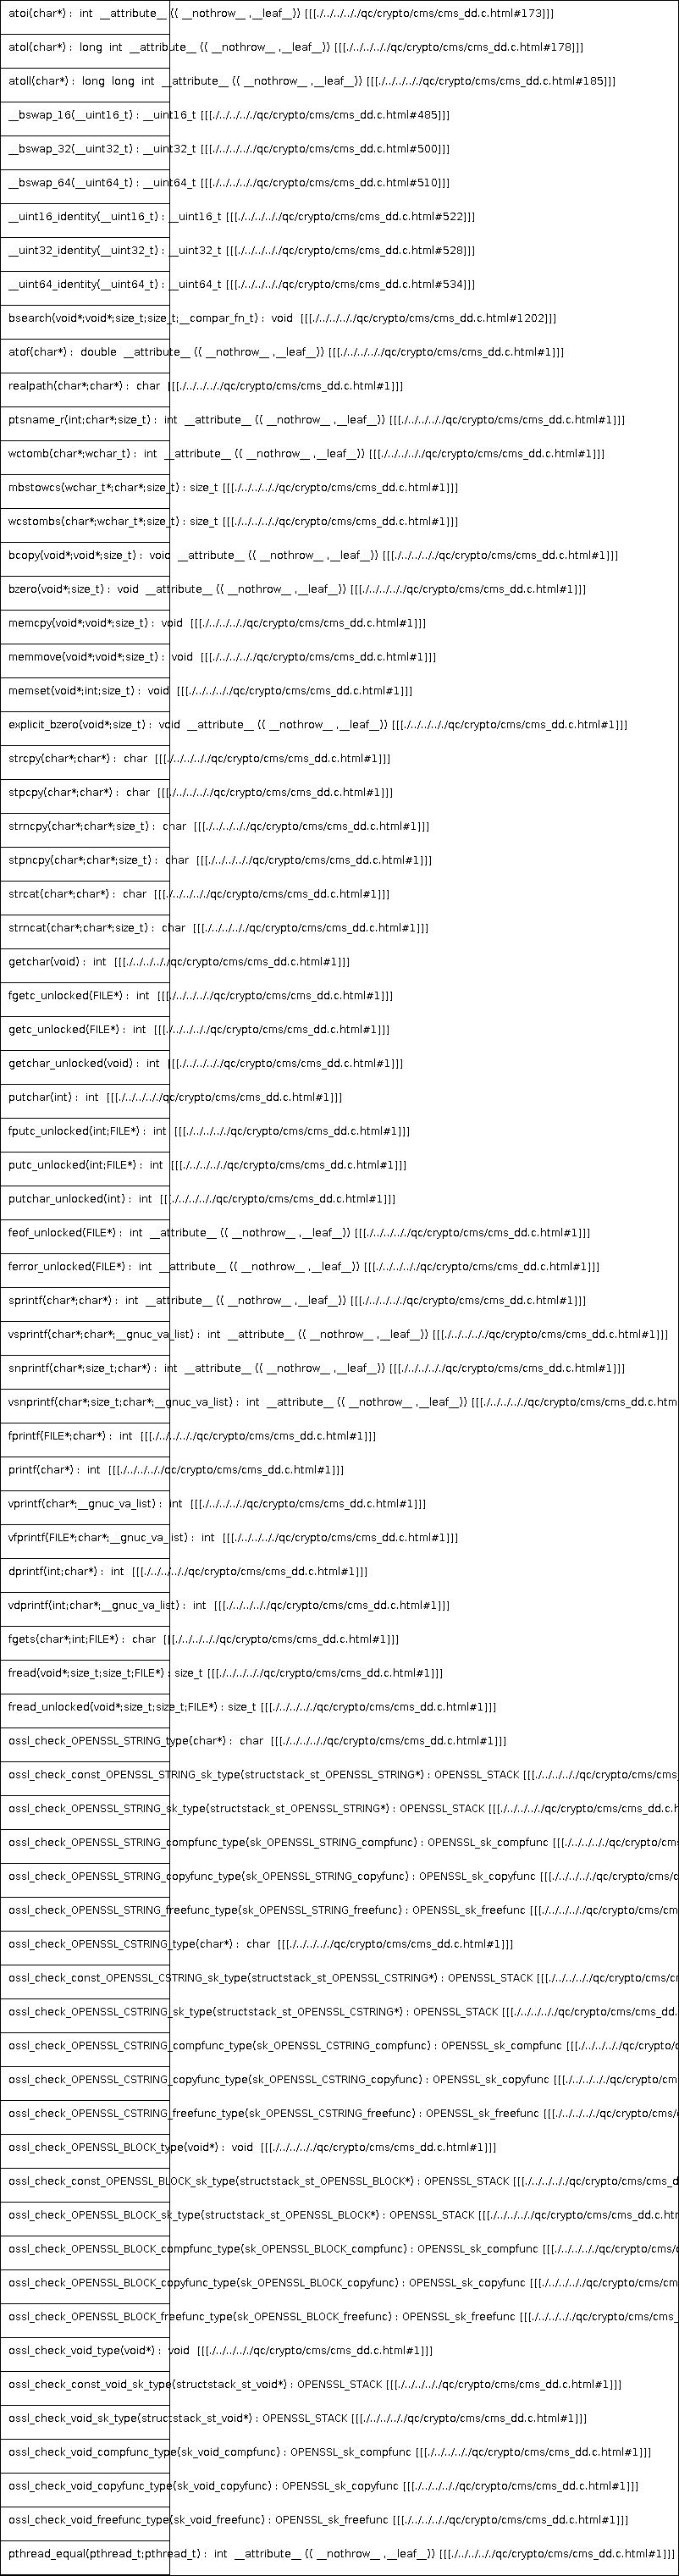 atoi(char*) : int __attribute__ (( __nothrow__ ,__leaf__)) [[[./../../../qc/crypto/cms/cms_dd.c.html#173]]]
atol(char*) : long int __attribute__ (( __nothrow__ ,__leaf__)) [[[./../../../qc/crypto/cms/cms_dd.c.html#178]]]
atoll(char*) : long long int __attribute__ (( __nothrow__ ,__leaf__)) [[[./../../../qc/crypto/cms/cms_dd.c.html#185]]]
__bswap_16(__uint16_t) : __uint16_t [[[./../../../qc/crypto/cms/cms_dd.c.html#485]]]
__bswap_32(__uint32_t) : __uint32_t [[[./../../../qc/crypto/cms/cms_dd.c.html#500]]]
__bswap_64(__uint64_t) : __uint64_t [[[./../../../qc/crypto/cms/cms_dd.c.html#510]]]
__uint16_identity(__uint16_t) : __uint16_t [[[./../../../qc/crypto/cms/cms_dd.c.html#522]]]
__uint32_identity(__uint32_t) : __uint32_t [[[./../../../qc/crypto/cms/cms_dd.c.html#528]]]
__uint64_identity(__uint64_t) : __uint64_t [[[./../../../qc/crypto/cms/cms_dd.c.html#534]]]
bsearch(void*;void*;size_t;size_t;__compar_fn_t) : void [[[./../../../qc/crypto/cms/cms_dd.c.html#1202]]]
atof(char*) : double __attribute__ (( __nothrow__ ,__leaf__)) [[[./../../../qc/crypto/cms/cms_dd.c.html#1]]]
realpath(char*;char*) : char [[[./../../../qc/crypto/cms/cms_dd.c.html#1]]]
ptsname_r(int;char*;size_t) : int __attribute__ (( __nothrow__ ,__leaf__)) [[[./../../../qc/crypto/cms/cms_dd.c.html#1]]]
wctomb(char*;wchar_t) : int __attribute__ (( __nothrow__ ,__leaf__)) [[[./../../../qc/crypto/cms/cms_dd.c.html#1]]]
mbstowcs(wchar_t*;char*;size_t) : size_t [[[./../../../qc/crypto/cms/cms_dd.c.html#1]]]
wcstombs(char*;wchar_t*;size_t) : size_t [[[./../../../qc/crypto/cms/cms_dd.c.html#1]]]
bcopy(void*;void*;size_t) : void __attribute__ (( __nothrow__ ,__leaf__)) [[[./../../../qc/crypto/cms/cms_dd.c.html#1]]]
bzero(void*;size_t) : void __attribute__ (( __nothrow__ ,__leaf__)) [[[./../../../qc/crypto/cms/cms_dd.c.html#1]]]
memcpy(void*;void*;size_t) : void [[[./../../../qc/crypto/cms/cms_dd.c.html#1]]]
memmove(void*;void*;size_t) : void [[[./../../../qc/crypto/cms/cms_dd.c.html#1]]]
memset(void*;int;size_t) : void [[[./../../../qc/crypto/cms/cms_dd.c.html#1]]]
explicit_bzero(void*;size_t) : void __attribute__ (( __nothrow__ ,__leaf__)) [[[./../../../qc/crypto/cms/cms_dd.c.html#1]]]
strcpy(char*;char*) : char [[[./../../../qc/crypto/cms/cms_dd.c.html#1]]]
stpcpy(char*;char*) : char [[[./../../../qc/crypto/cms/cms_dd.c.html#1]]]
strncpy(char*;char*;size_t) : char [[[./../../../qc/crypto/cms/cms_dd.c.html#1]]]
stpncpy(char*;char*;size_t) : char [[[./../../../qc/crypto/cms/cms_dd.c.html#1]]]
strcat(char*;char*) : char [[[./../../../qc/crypto/cms/cms_dd.c.html#1]]]
strncat(char*;char*;size_t) : char [[[./../../../qc/crypto/cms/cms_dd.c.html#1]]]
getchar(void) : int [[[./../../../qc/crypto/cms/cms_dd.c.html#1]]]
fgetc_unlocked(FILE*) : int [[[./../../../qc/crypto/cms/cms_dd.c.html#1]]]
getc_unlocked(FILE*) : int [[[./../../../qc/crypto/cms/cms_dd.c.html#1]]]
getchar_unlocked(void) : int [[[./../../../qc/crypto/cms/cms_dd.c.html#1]]]
putchar(int) : int [[[./../../../qc/crypto/cms/cms_dd.c.html#1]]]
fputc_unlocked(int;FILE*) : int [[[./../../../qc/crypto/cms/cms_dd.c.html#1]]]
putc_unlocked(int;FILE*) : int [[[./../../../qc/crypto/cms/cms_dd.c.html#1]]]
putchar_unlocked(int) : int [[[./../../../qc/crypto/cms/cms_dd.c.html#1]]]
feof_unlocked(FILE*) : int __attribute__ (( __nothrow__ ,__leaf__)) [[[./../../../qc/crypto/cms/cms_dd.c.html#1]]]
ferror_unlocked(FILE*) : int __attribute__ (( __nothrow__ ,__leaf__)) [[[./../../../qc/crypto/cms/cms_dd.c.html#1]]]
sprintf(char*;char*) : int __attribute__ (( __nothrow__ ,__leaf__)) [[[./../../../qc/crypto/cms/cms_dd.c.html#1]]]
vsprintf(char*;char*;__gnuc_va_list) : int __attribute__ (( __nothrow__ ,__leaf__)) [[[./../../../qc/crypto/cms/cms_dd.c.html#1]]]
snprintf(char*;size_t;char*) : int __attribute__ (( __nothrow__ ,__leaf__)) [[[./../../../qc/crypto/cms/cms_dd.c.html#1]]]
vsnprintf(char*;size_t;char*;__gnuc_va_list) : int __attribute__ (( __nothrow__ ,__leaf__)) [[[./../../../qc/crypto/cms/cms_dd.c.htm
fprintf(FILE*;char*) : int [[[./../../../qc/crypto/cms/cms_dd.c.html#1]]]
printf(char*) : int [[[./../../../qc/crypto/cms/cms_dd.c.html#1]]]
vprintf(char*;__gnuc_va_list) : int [[[./../../../qc/crypto/cms/cms_dd.c.html#1]]]
vfprintf(FILE*;char*;__gnuc_va_list) : int [[[./../../../qc/crypto/cms/cms_dd.c.html#1]]]
dprintf(int;char*) : int [[[./../../../qc/crypto/cms/cms_dd.c.html#1]]]
vdprintf(int;char*;__gnuc_va_list) : int [[[./../../../qc/crypto/cms/cms_dd.c.html#1]]]
fgets(char*;int;FILE*) : char [[[./../../../qc/crypto/cms/cms_dd.c.html#1]]]
fread(void*;size_t;size_t;FILE*) : size_t [[[./../../../qc/crypto/cms/cms_dd.c.html#1]]]
fread_unlocked(void*;size_t;size_t;FILE*) : size_t [[[./../../../qc/crypto/cms/cms_dd.c.html#1]]]
ossl_check_OPENSSL_STRING_type(char*) : char [[[./../../../qc/crypto/cms/cms_dd.c.html#1]]]
ossl_check_const_OPENSSL_STRING_sk_type(structstack_st_OPENSSL_STRING*) : OPENSSL_STACK [[[./../../../qc/crypto/cms/cms_
ossl_check_OPENSSL_STRING_sk_type(structstack_st_OPENSSL_STRING*) : OPENSSL_STACK [[[./../../../qc/crypto/cms/cms_dd.c.h
ossl_check_OPENSSL_STRING_compfunc_type(sk_OPENSSL_STRING_compfunc) : OPENSSL_sk_compfunc [[[./../../../qc/crypto/cms/cm
ossl_check_OPENSSL_STRING_copyfunc_type(sk_OPENSSL_STRING_copyfunc) : OPENSSL_sk_copyfunc [[[./../../../qc/crypto/cms/c
ossl_check_OPENSSL_STRING_freefunc_type(sk_OPENSSL_STRING_freefunc) : OPENSSL_sk_freefunc [[[./../../../qc/crypto/cms/cm
ossl_check_OPENSSL_CSTRING_type(char*) : char [[[./../../../qc/crypto/cms/cms_dd.c.html#1]]]
ossl_check_const_OPENSSL_CSTRING_sk_type(structstack_st_OPENSSL_CSTRING*) : OPENSSL_STACK [[[./../../../qc/crypto/cms/cm
ossl_check_OPENSSL_CSTRING_sk_type(structstack_st_OPENSSL_CSTRING*) : OPENSSL_STACK [[[./../../../qc/crypto/cms/cms_dd.
ossl_check_OPENSSL_CSTRING_compfunc_type(sk_OPENSSL_CSTRING_compfunc) : OPENSSL_sk_compfunc [[[./../../../qc/crypto/c
ossl_check_OPENSSL_CSTRING_copyfunc_type(sk_OPENSSL_CSTRING_copyfunc) : OPENSSL_sk_copyfunc [[[./../../../qc/crypto/cm
ossl_check_OPENSSL_CSTRING_freefunc_type(sk_OPENSSL_CSTRING_freefunc) : OPENSSL_sk_freefunc [[[./../../../qc/crypto/cms/
ossl_check_OPENSSL_BLOCK_type(void*) : void [[[./../../../qc/crypto/cms/cms_dd.c.html#1]]]
ossl_check_const_OPENSSL_BLOCK_sk_type(structstack_st_OPENSSL_BLOCK*) : OPENSSL_STACK [[[./../../../qc/crypto/cms/cms_d
ossl_check_OPENSSL_BLOCK_sk_type(structstack_st_OPENSSL_BLOCK*) : OPENSSL_STACK [[[./../../../qc/crypto/cms/cms_dd.c.htr
ossl_check_OPENSSL_BLOCK_compfunc_type(sk_OPENSSL_BLOCK_compfunc) : OPENSSL_sk_compfunc [[[./../../../qc/crypto/cms/c
ossl_check_OPENSSL_BLOCK_copyfunc_type(sk_OPENSSL_BLOCK_copyfunc) : OPENSSL_sk_copyfunc [[[./../../../qc/crypto/cms/cm
ossl_check_OPENSSL_BLOCK_freefunc_type(sk_OPENSSL_BLOCK_freefunc) : OPENSSL_sk_freefunc [[[./../../../qc/crypto/cms/cms_
ossl_check_void_type(void*) : void [[[./../../../qc/crypto/cms/cms_dd.c.html#1]]]
ossl_check_const_void_sk_type(structstack_st_void*) : OPENSSL_STACK [[[./../../../qc/crypto/cms/cms_dd.c.html#1]]]
ossl_check_void_sk_type(structstack_st_void*) : OPENSSL_STACK [[[./../../../qc/crypto/cms/cms_dd.c.html#1]]]
ossl_check_void_compfunc_type(sk_void_compfunc) : OPENSSL_sk_compfunc [[[./../../../qc/crypto/cms/cms_dd.c.html#1]]]
ossl_check_void_copyfunc_type(sk_void_copyfunc) : OPENSSL_sk_copyfunc [[[./../../../qc/crypto/cms/cms_dd.c.html#1]]]
ossl_check_void_freefunc_type(sk_void_freefunc) : OPENSSL_sk_freefunc [[[./../../../qc/crypto/cms/cms_dd.c.html#1]]]
pthread_equal(pthread_t;pthread_t) : int __attribute__ (( __nothrow__ ,__leaf__)) [[[./../../../qc/crypto/cms/cms_dd.c.html#1]]]